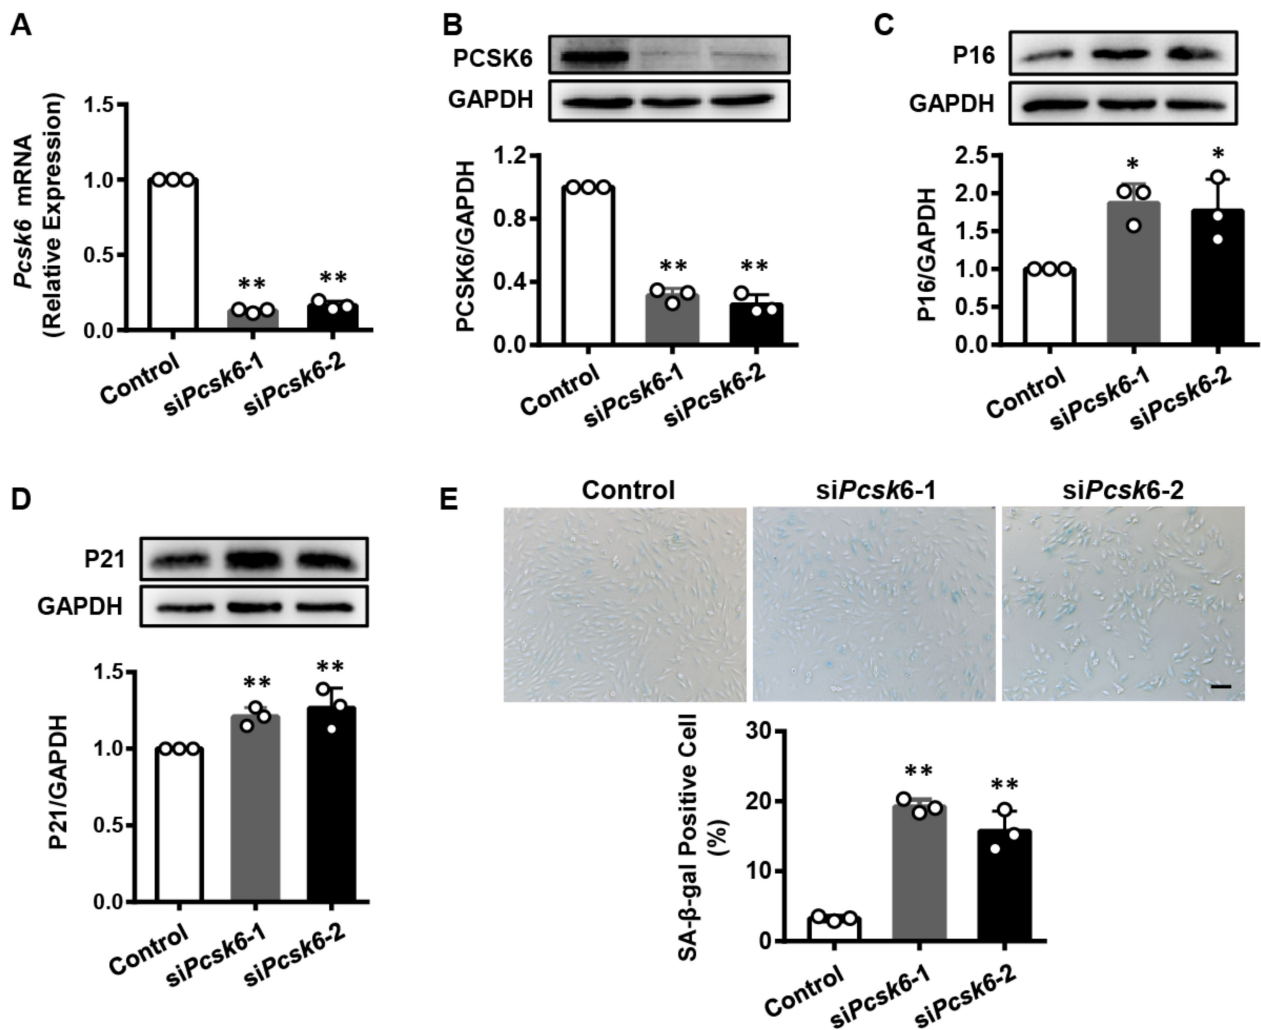 A
Pcsk6 mRNA
(Relative Expression)
1.5
1.0
0.5
0.0
**
**
Control
siPcsk6-1
siPcsk6-2
B
PCSK6
GAPDH
PCSK6/GAPDH
1.2
0.8
0.4
0.0
**
**
Control
siPcsk6-1
siPcsk6-2
C
P16
GAPDH
P16/GAPDH
2.5
2.0
1.5
1.0
0.5
0.0
*
*
Control
siPcsk6-1
siPcsk6-2
D
P21
GAPDH
P21/GAPDH
1.5
1.0
0.5
0.0
**
**
Control
siPcsk6-1
siPcsk6-2
E
Control
siPcsk6-1
siPcsk6-2
SA-β-gal Positive Cell
(%)
30
20
10
0
**
**
Control
siPcsk6-1
siPcsk6-2